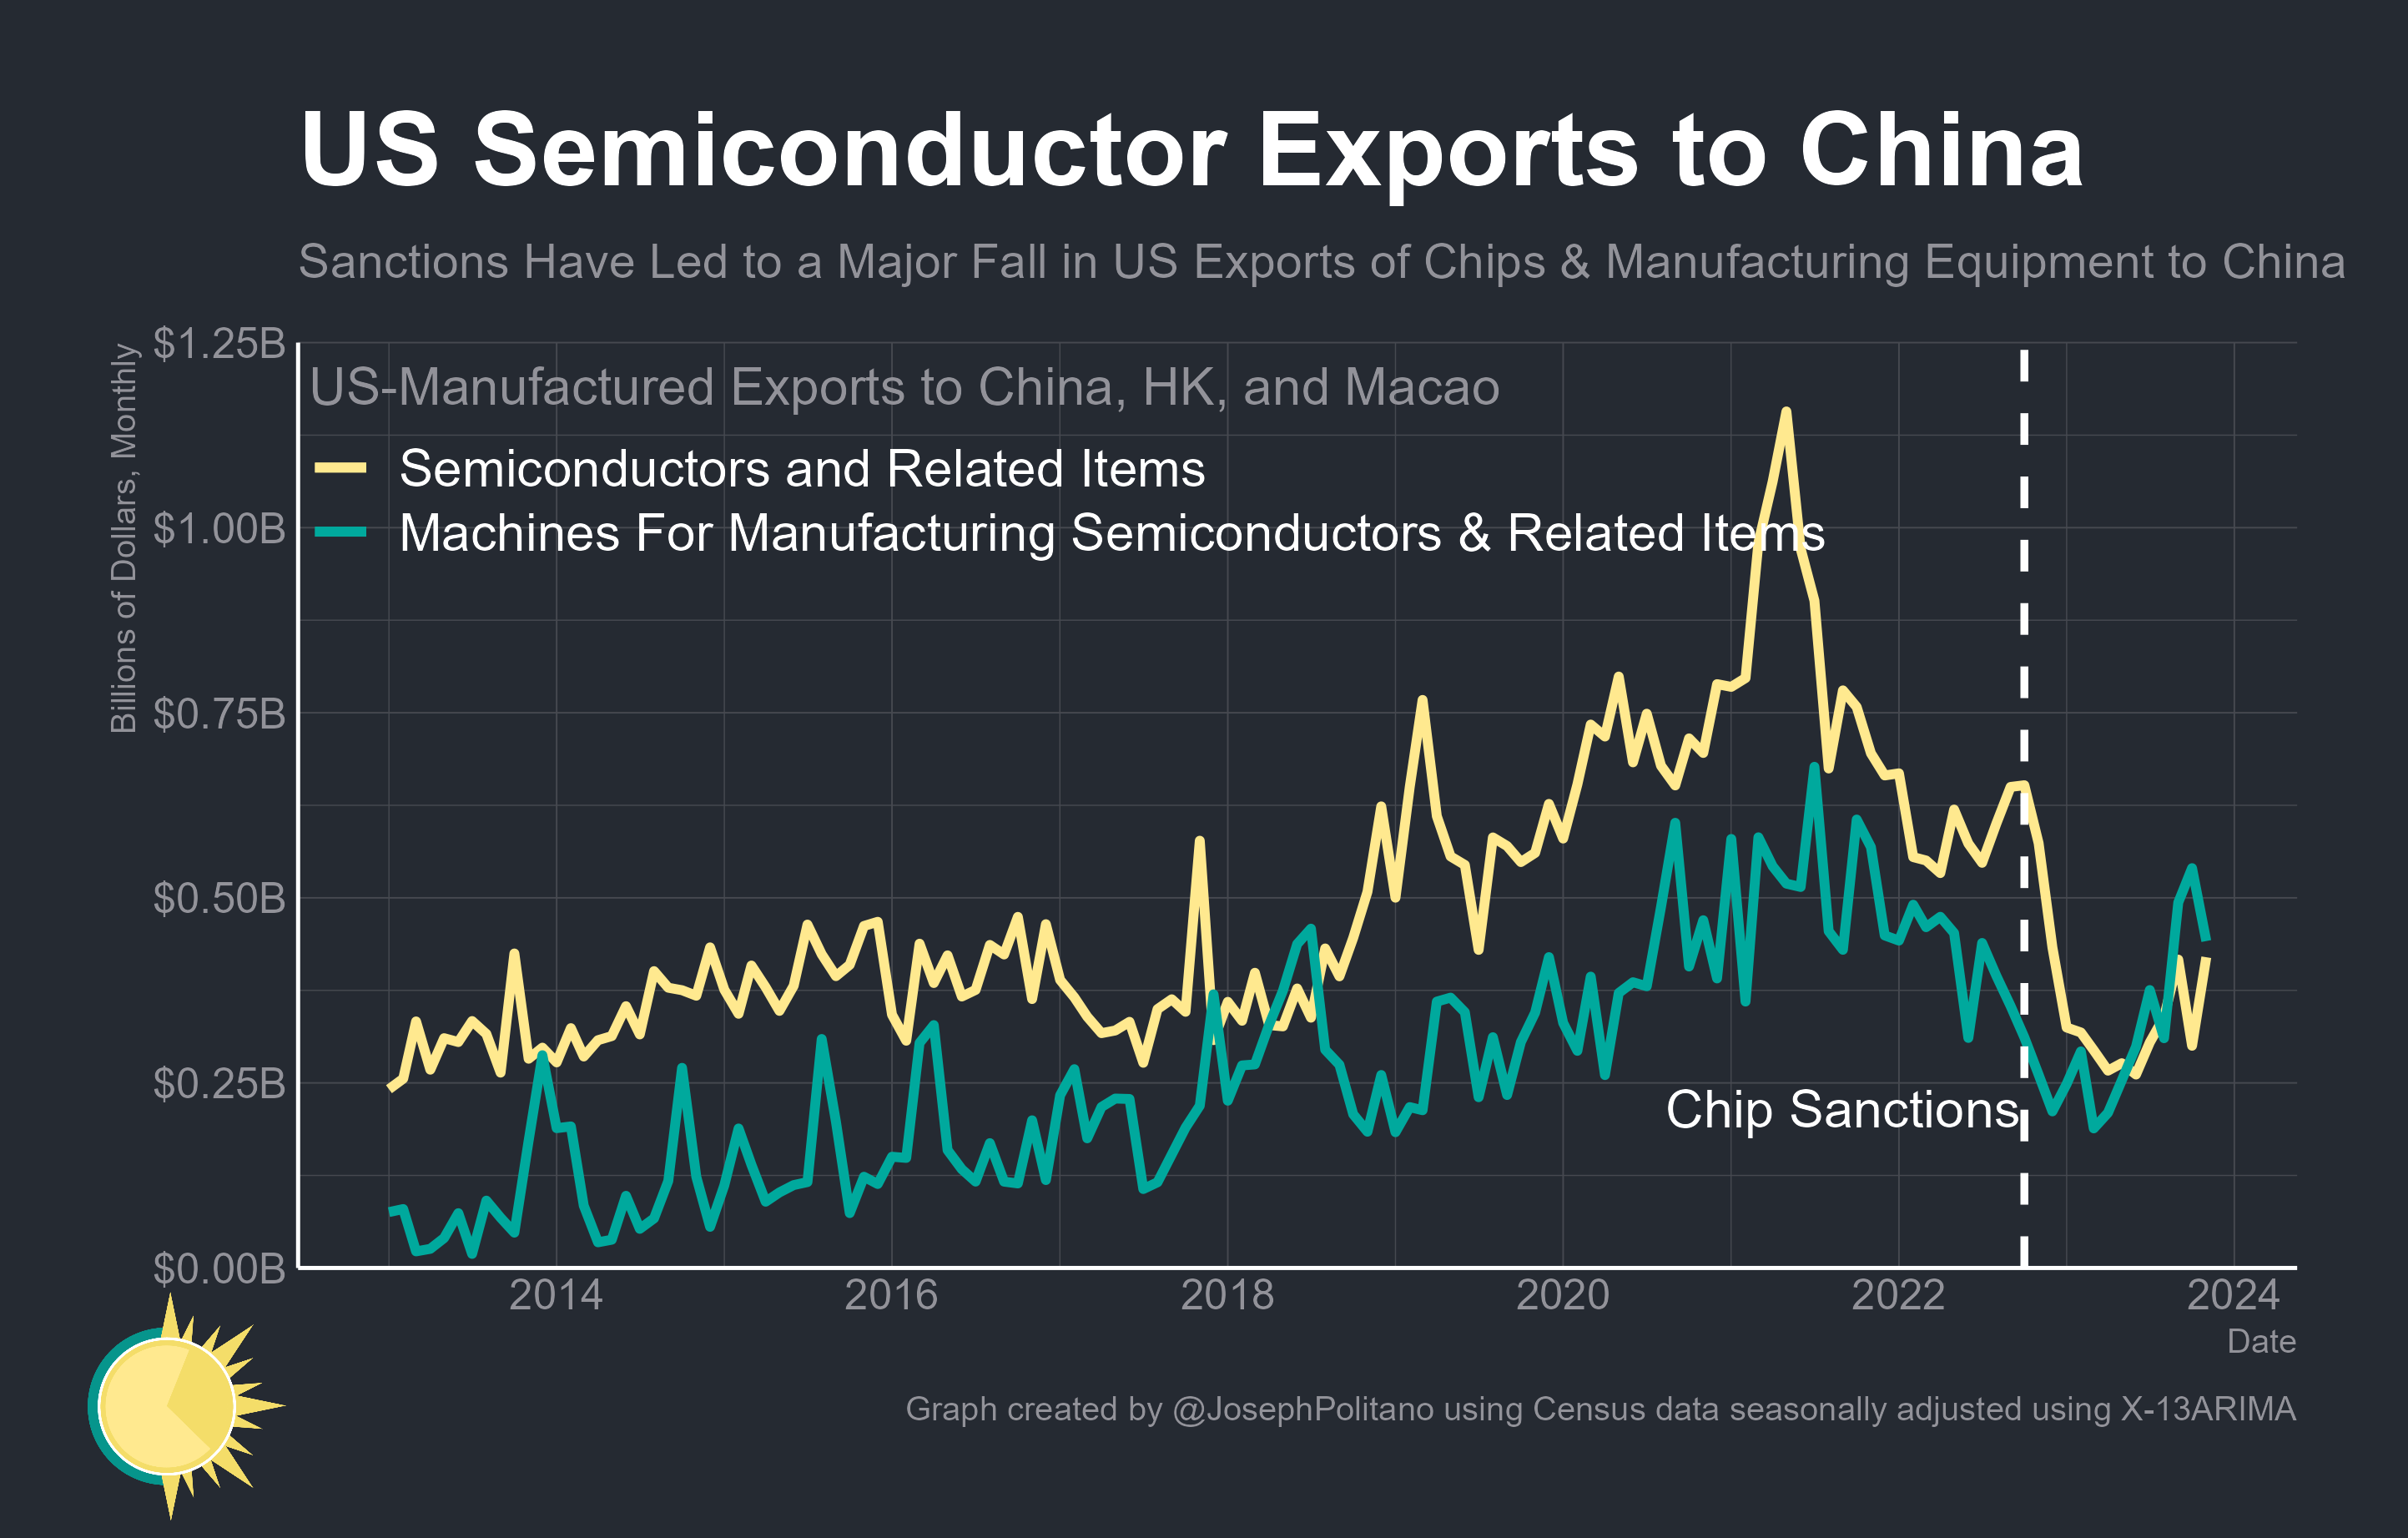 US Semiconductor Exports to China
Sanctions Have Led to a Major Fall in US Exports of Chips & Manufacturing Equipment to China
Billions of Dollars, Monthly
$1.25B
$1.00B
$0.75B
$0.50B
$0.25B
$0.00B
US-Manufactured Exports to China, HK, and Macao
Semiconductors and Related Items
Machines For Manufacturing Semiconductors & Related Items
Chip Sanctions
2014
2016
2018
2020
2022
2024
Date
Graph created by @JosephPolitano using Census data seasonally adjusted using X-13ARIMA